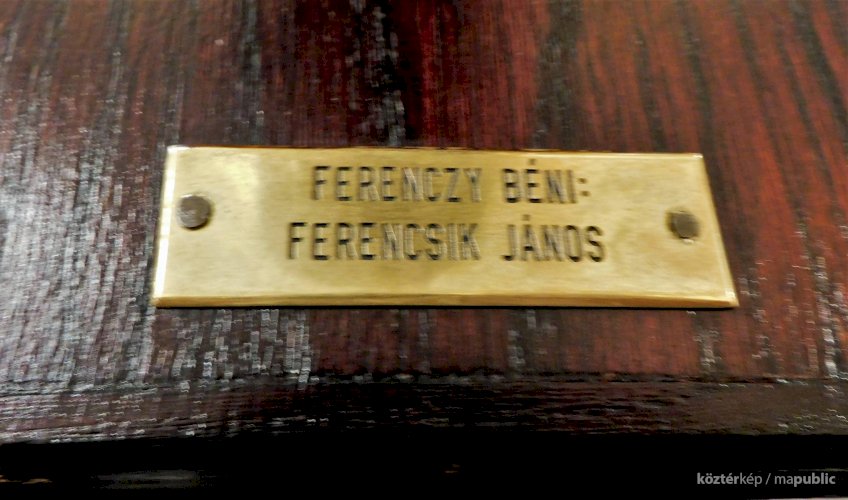 FERENCZY BÉNI:
FERENCSIK JÁNOS
köztérkép / mapublic